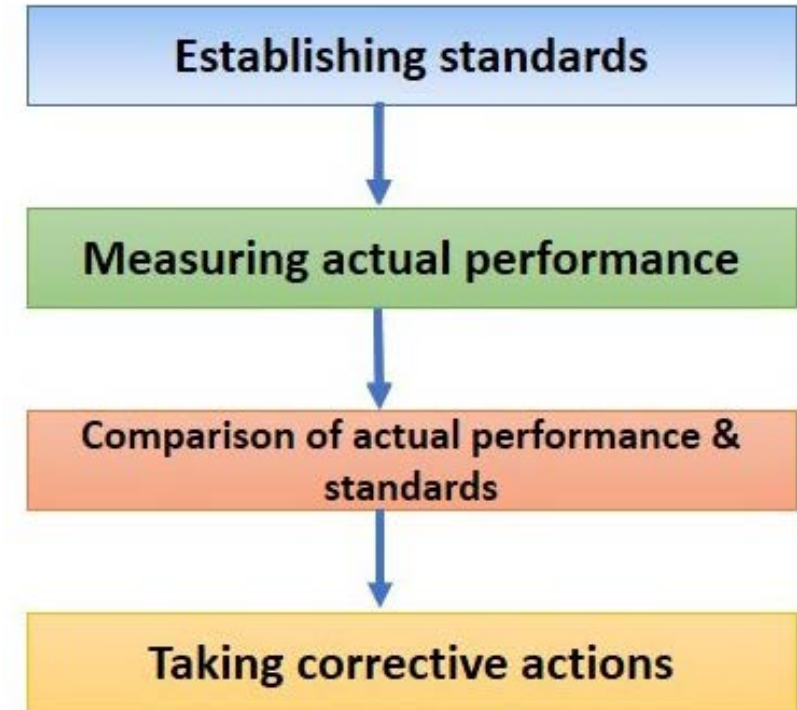 Establishing standards
Measuring actual performance
Comparison of actual performance &
standards
Taking corrective actions